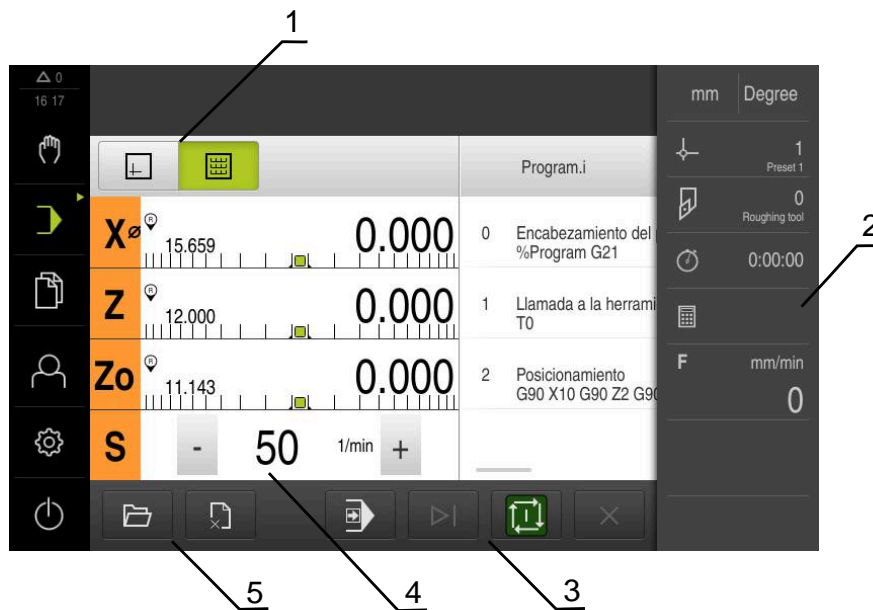 1
0
16 17
mm Degree
1
Preset 1
Program.i
X⌀ R 15.659 0.000
0 Encabezamiento del
%Program G21
0
Roughing tool
2
0:00:00
Z R 12.000 0.000
1 Llamada a la herrami
T0
Zo R 11.143 0.000
2 Posicionamiento
G90 X10 G90 Z2 G90
F mm/min
0
S - 50 1/min +
5
4
3